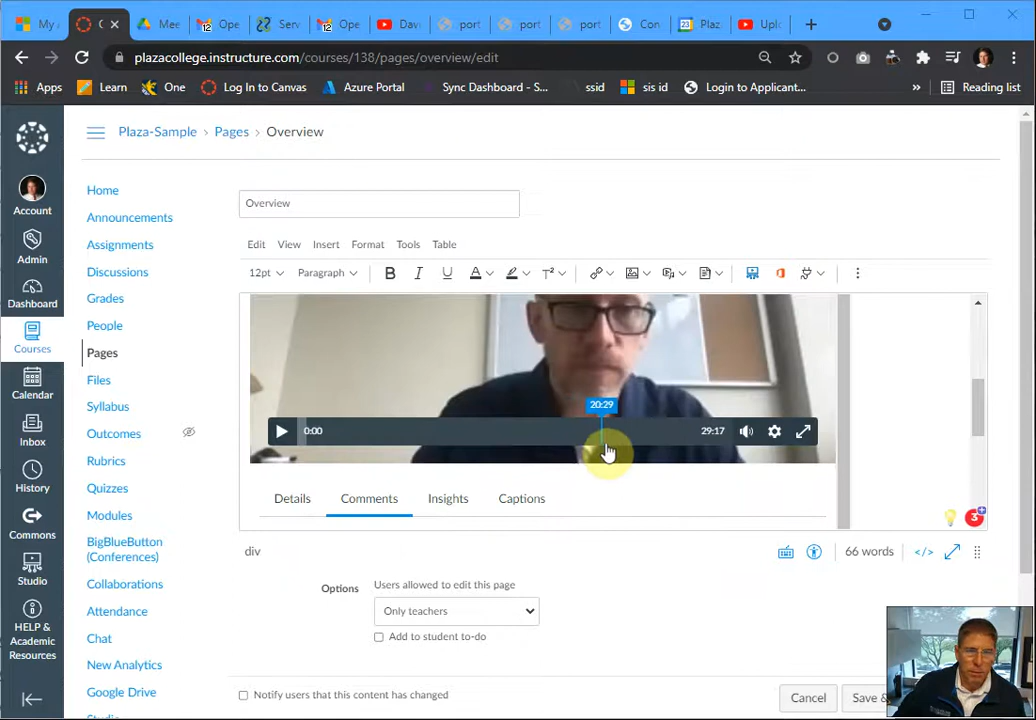 My
C
Mee
Ope
Serv
Ope
Davi
port
port
port
Con
Plaz
Uplo
plazacollege.instructure.com/courses/138/pages/overview/edit
Apps
Learn
One
Log In to Canvas
Azure Portal
Sync Dashboard - S...
ssid
sis id
Login to Applicant...
»
Reading list
Plaza-Sample › Pages › Overview
Account
Admin
Dashboard
Courses
Calendar
Inbox
History
Commons
Studio
HELP &
Academic
Resources
Home
Announcements
Assignments
Discussions
Grades
People
Pages
Files
Syllabus
Outcomes
Rubrics
Quizzes
Modules
BigBlueButton
(Conferences)
Collaborations
Attendance
Chat
New Analytics
Google Drive
Overview
Edit View Insert Format Tools Table
12pt Paragraph B I U A T²
20:29
0:00
29:17
Details Comments Insights Captions
3
div
66 words
</>
Options
Users allowed to edit this page
Only teachers
Add to student to-do
Notify users that this content has changed
Cancel
Save &